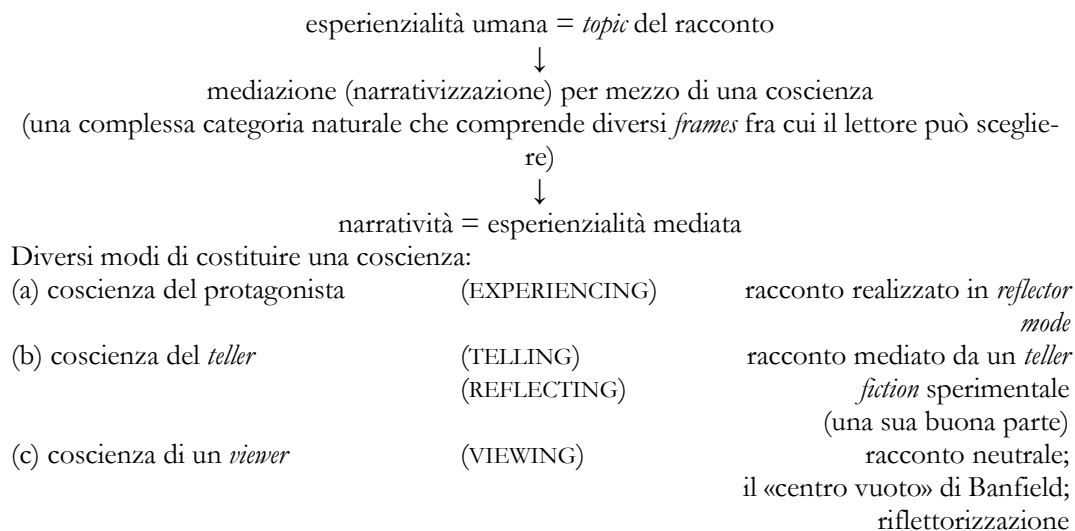 esperienzialità umana = topic del racconto
↓
mediazione (narrativizzazione) per mezzo di una coscienza
(una complessa categoria naturale che comprende diversi frames fra cui il lettore può sceglie-
re)
↓
narratività = esperienzialità mediata
Diversi modi di costituire una coscienza:
(a) coscienza del protagonista (EXPERIENCING) racconto realizzato in reflector
mode
(b) coscienza del teller (TELLING) racconto mediato da un teller
(REFLECTING) fiction sperimentale
(una sua buona parte)
(c) coscienza di un viewer (VIEWING) racconto neutrale;
il «centro vuoto» di Banfield;
riflettorizzazione